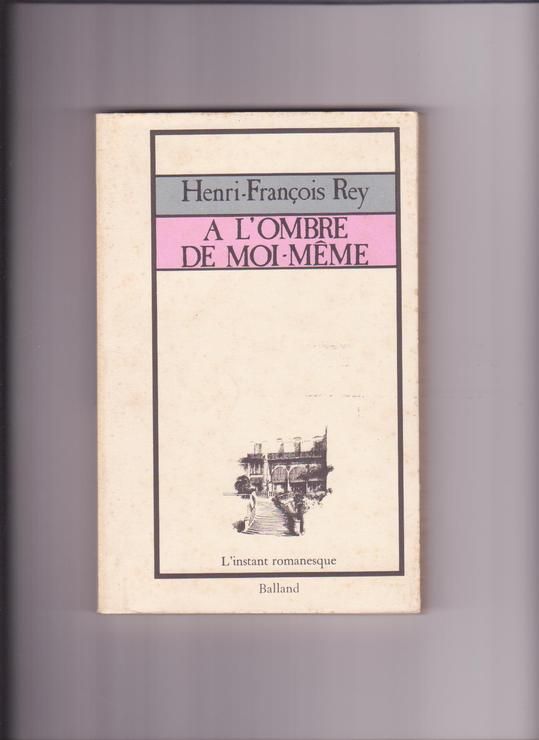 Henri-François Rey
A L'OMBRE
DE MOI-MÊME
L'instant romanesque
Balland